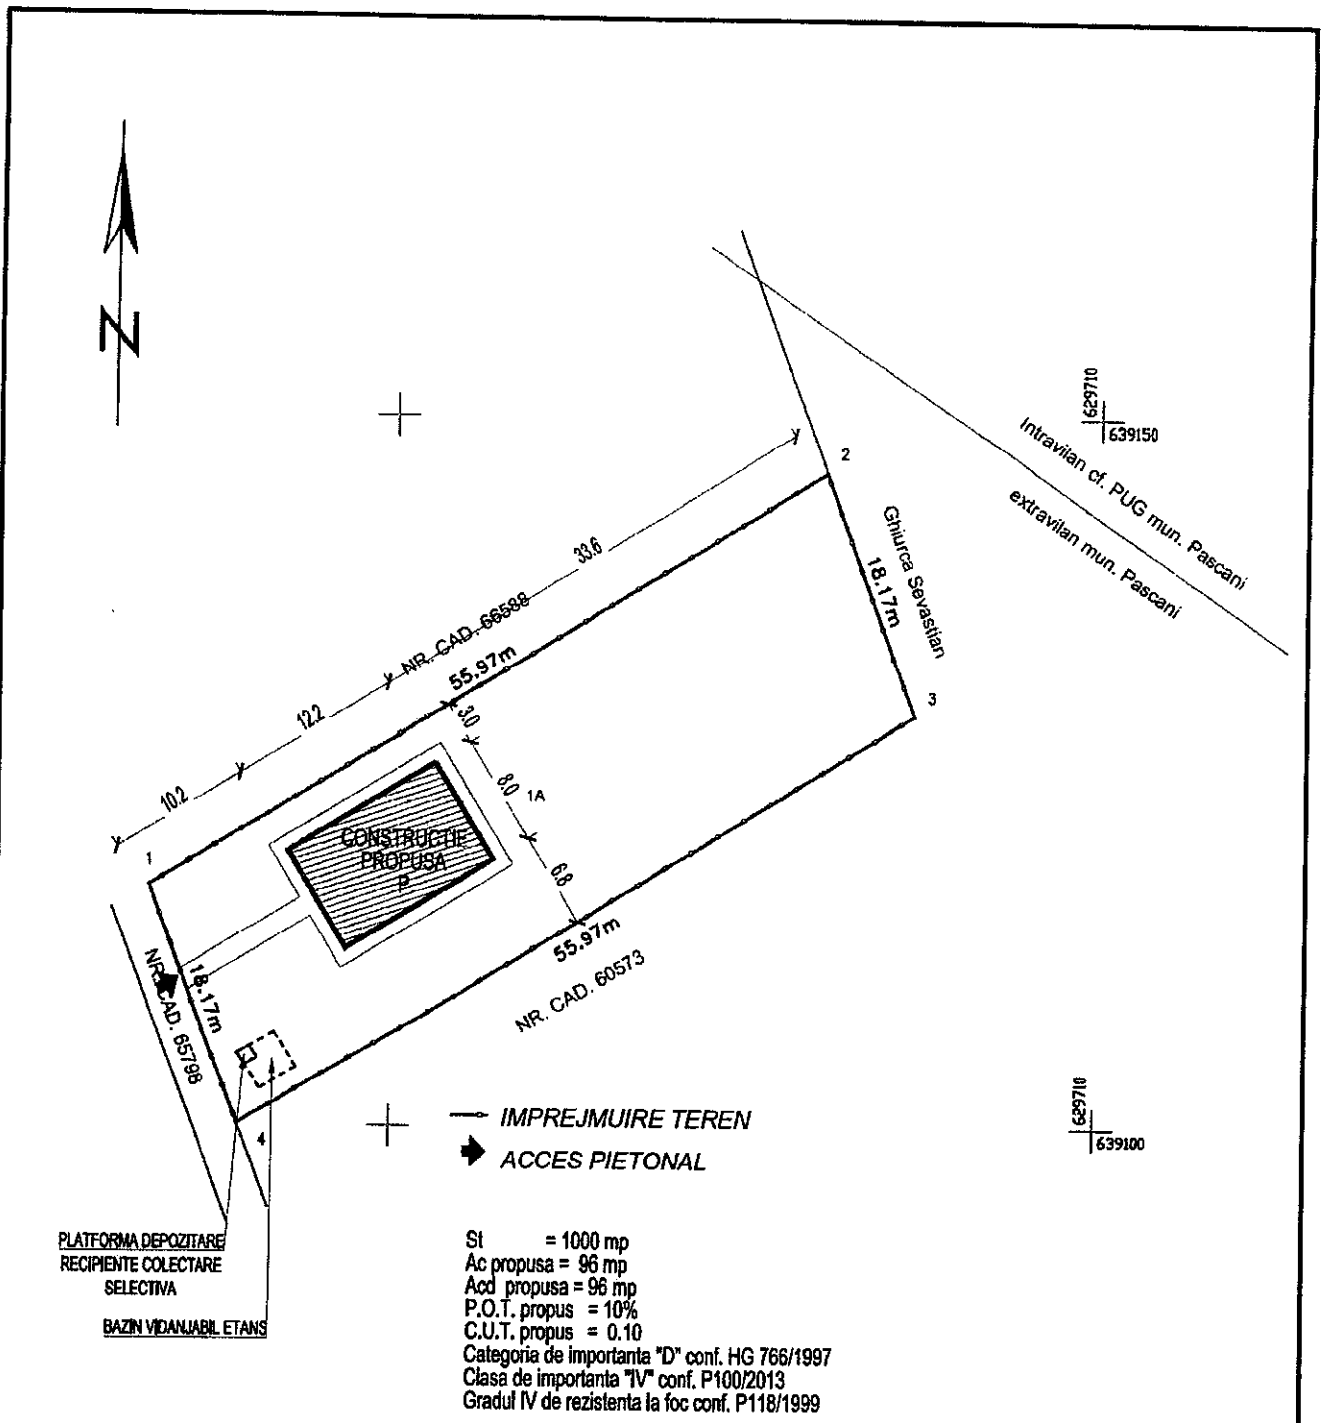 N
629710
639150
Intravilan cf. PUG mun. Pascani
extravilan mun. Pascani
2
33.6
Ghiurca Sevastian
18.17m
NR. CAD. 66588
55.97m
3
12.2
3.0
10.2
8.0
1A
1
CONSTRUCTIE
PROPUSA
P
6.8
55.97m
NR. CAD. 60573
NR. CAD. 65798
18.17m
4
IMPREJMUIRE TEREN
ACCES PIETONAL
629710
639100
PLATFORMA DEPOZITARE
RECIPIENTE COLECTARE
SELECTIVA
BAZIN VIDANJABIL ETANS
St = 1000 mp
Ac propusa = 96 mp
Acd propusa = 96 mp
P.O.T. propus = 10%
C.U.T. propus = 0.10
Categoria de importanta "D" conf. HG 766/1997
Clasa de importanta "IV" conf. P100/2013
Gradul IV de rezistenta la foc conf. P118/1999